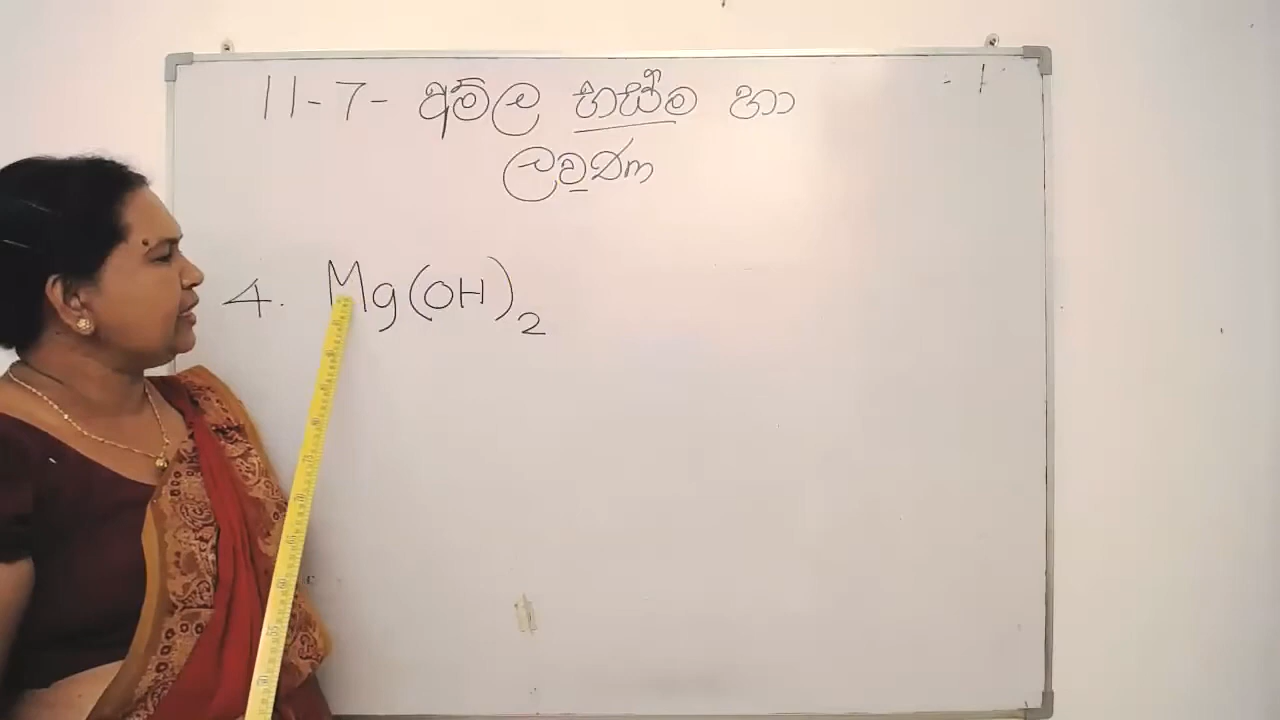 11-7- අම්ල භස්ම හා
ලවණ
4. Mg(OH)₂